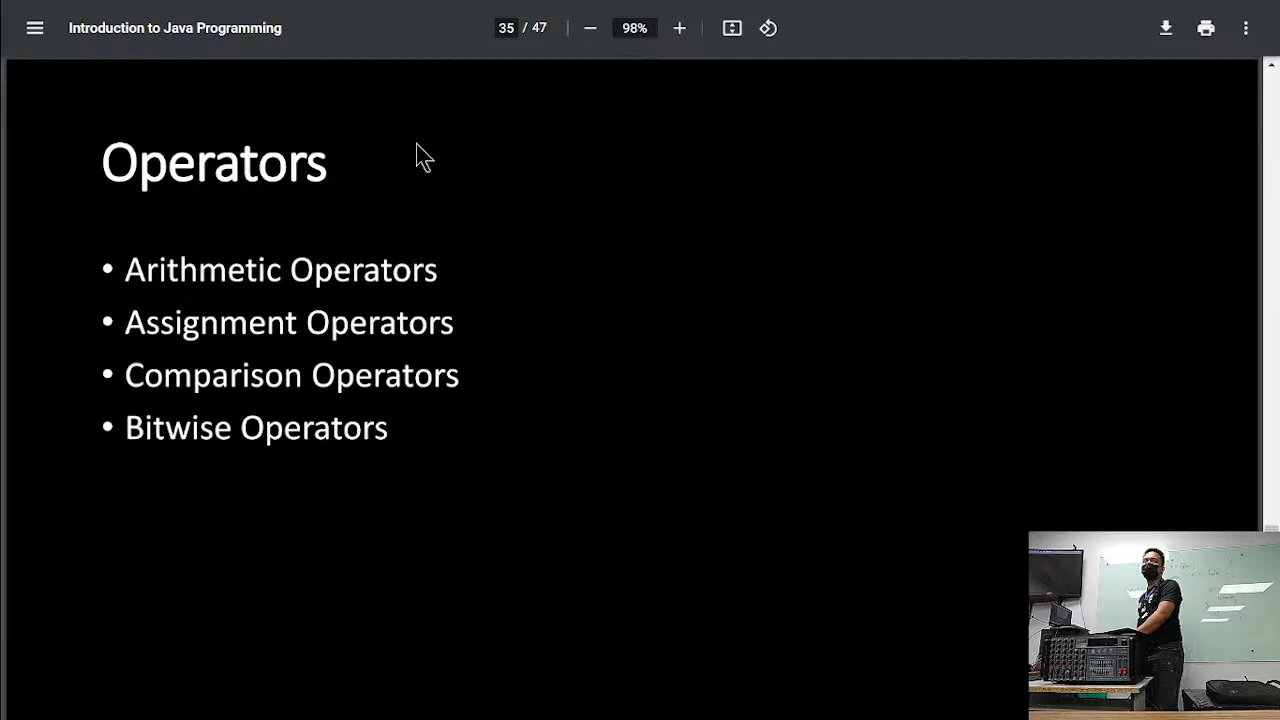 Introduction to Java Programming
35 / 47
98%
Operators
• Arithmetic Operators
• Assignment Operators
• Comparison Operators
• Bitwise Operators